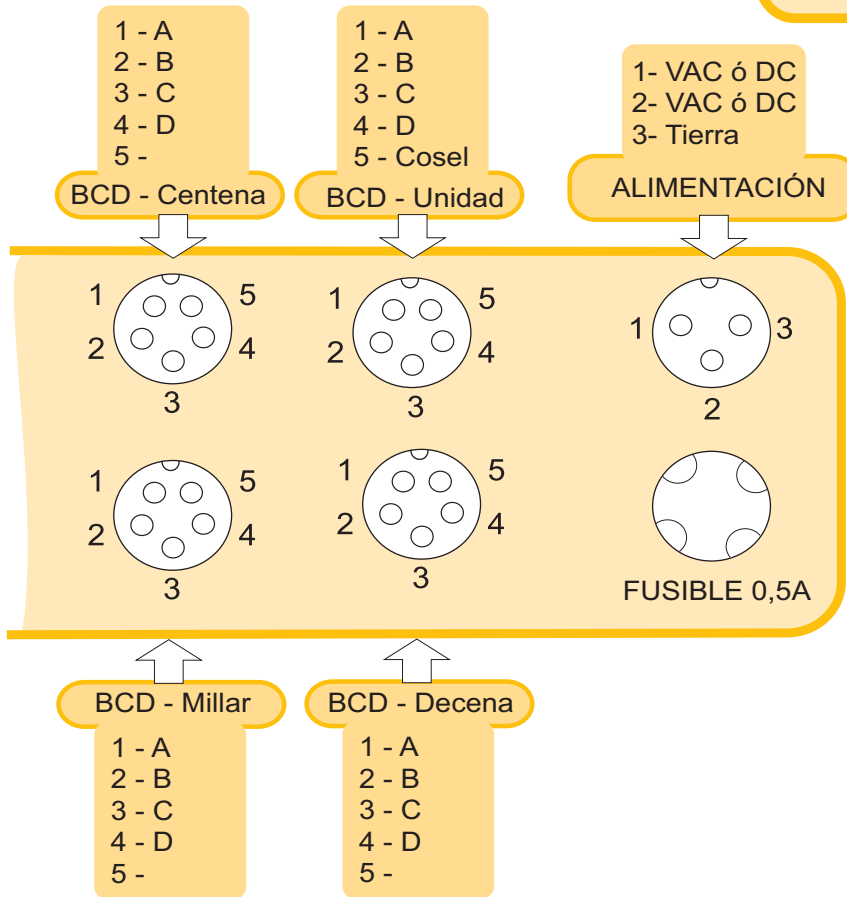 1 - A
2 - B
3 - C
4 - D
5 -
BCD - Centena
1 - A
2 - B
3 - C
4 - D
5 - Cosel
BCD - Unidad
1- VAC ó DC
2- VAC ó DC
3- Tierra
ALIMENTACIÓN
1 5
2 4
3
1 5
2 4
3
1 3
2
1 5
2 4
3
1 5
2 4
3
FUSIBLE 0,5A
BCD - Millar
1 - A
2 - B
3 - C
4 - D
5 -
BCD - Decena
1 - A
2 - B
3 - C
4 - D
5 -